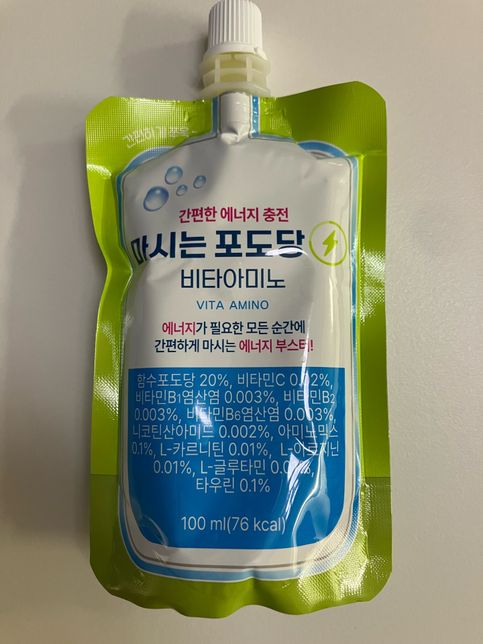 간편하게 쭈욱~
간편한 에너지 충전
마시는 포도당
비타아미노
VITA AMINO
에너지가 필요한 모든 순간에
간편하게 마시는 에너지 부스터!
함수포도당 20%, 비타민C 0.02%,
비타민B₁염산염 0.003%, 비타민B₂
0.003%, 비타민B₆염산염 0.003%,
니코틴산아미드 0.002%, 아미노믹스
0.1%, L-카르니틴 0.01%, L-아르지닌
0.01%, L-글루타민
타우린 0.1%
100 ml(76 kcal)